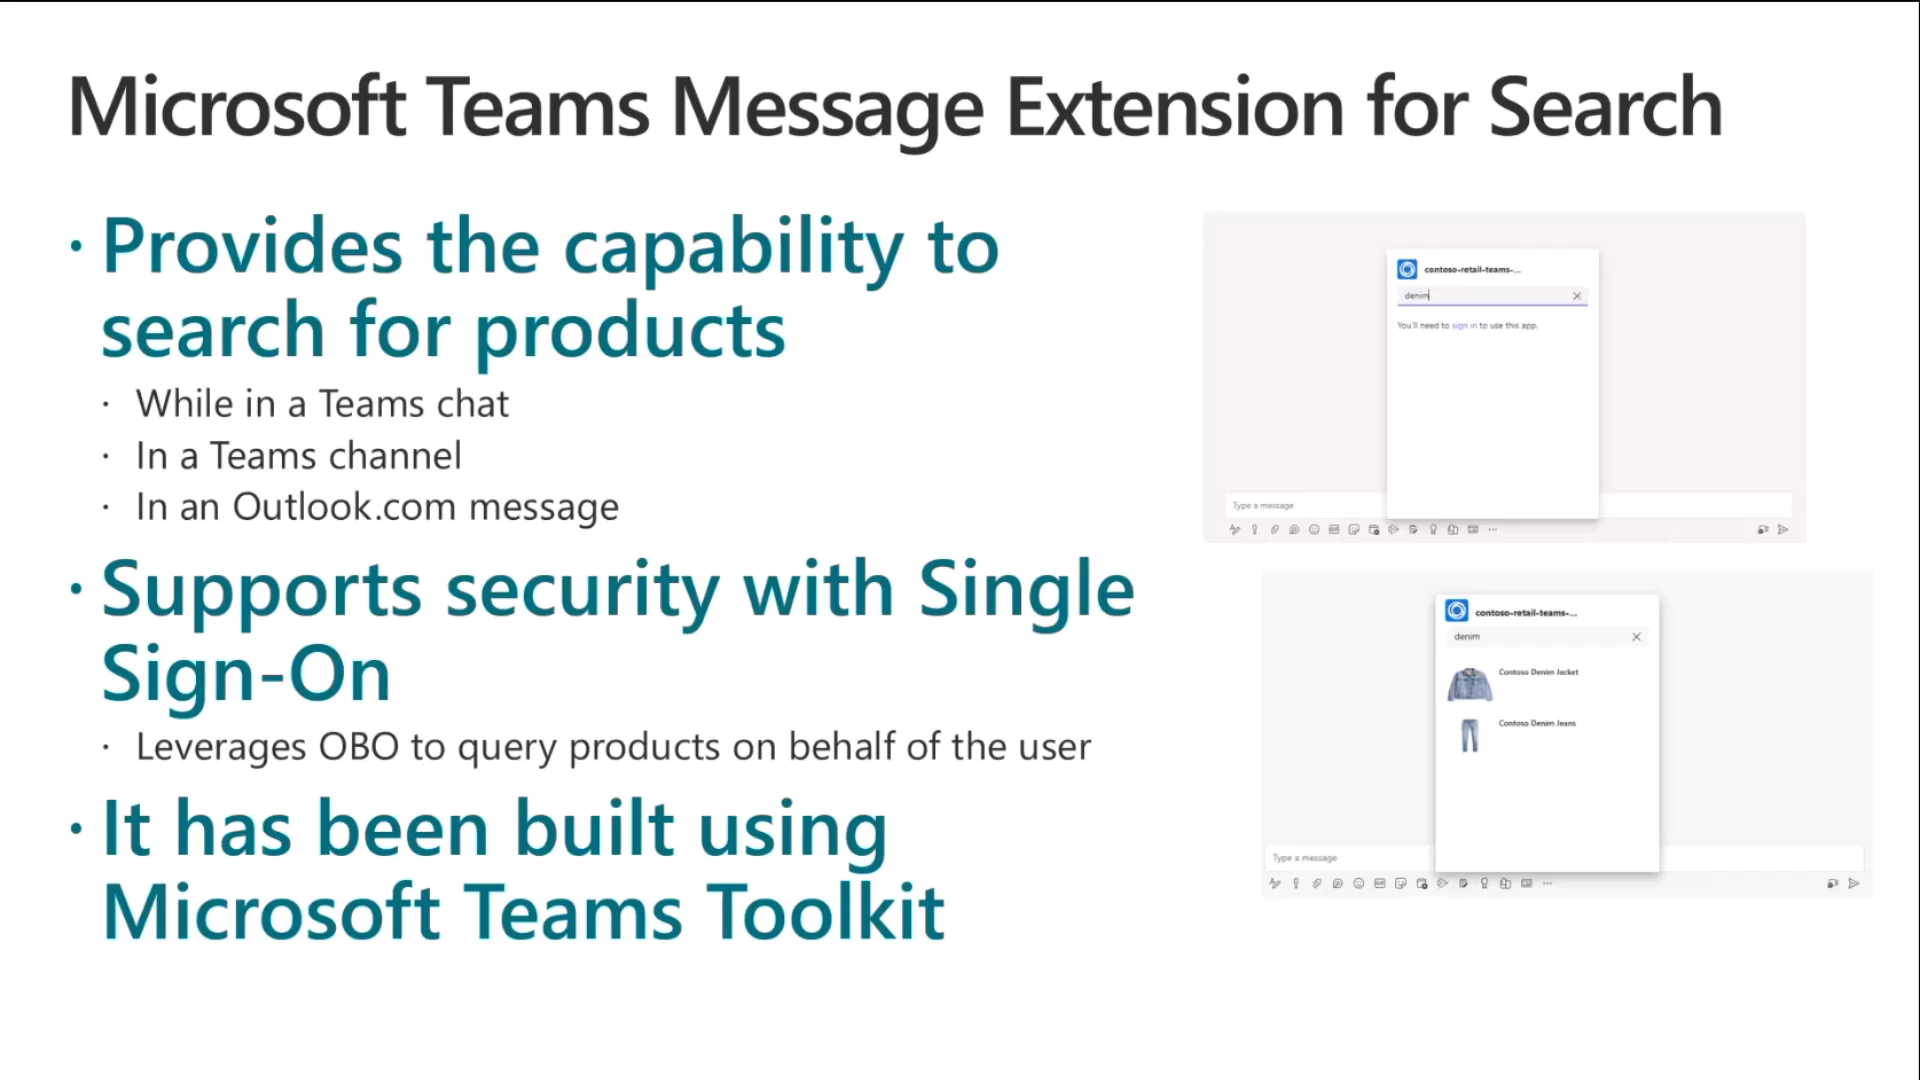 Microsoft Teams Message Extension for Search
· Provides the capability to
search for products
· While in a Teams chat
· In a Teams channel
· In an Outlook.com message
· Supports security with Single
Sign-On
· Leverages OBO to query products on behalf of the user
· It has been built using
Microsoft Teams Toolkit
contoso-retail-teams-...
denim
You'll need to sign in to use this app.
Type a message
contoso-retail-teams-...
denim
Contoso Denim Jacket
Contoso Denim Jeans
Type a message